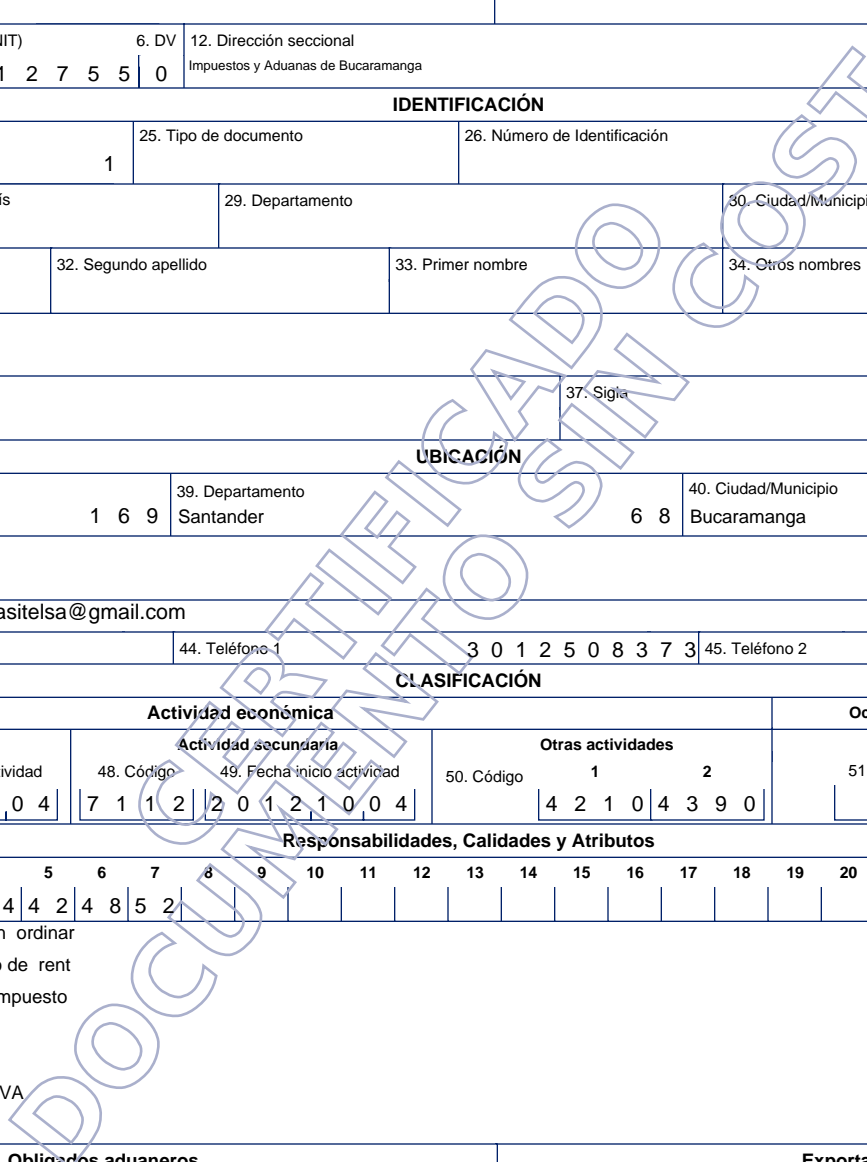 NIT) 6. DV 12. Dirección seccional
1 2 7 5 5 0 Impuestos y Aduanas de Bucaramanga
IDENTIFICACIÓN
25. Tipo de documento 26. Número de Identificación
1
ís 29. Departamento 30. Ciudad/Municipi
32. Segundo apellido 33. Primer nombre 34. Otros nombres
37. Sigla
UBICACIÓN
39. Departamento 40. Ciudad/Municipio
1 6 9 Santander 6 8 Bucaramanga
asitelsa@gmail.com
44. Teléfono 1 3 0 1 2 5 0 8 3 7 3 45. Teléfono 2
CLASIFICACIÓN
Actividad económica Oc
Actividad secundaria Otras actividades
ividad 48. Código 49. Fecha inicio actividad 50. Código 1 2 51
0 4 7 1 1 2 2 0 1 2 1 0 0 4 4 2 1 0 4 3 9 0
Responsabilidades, Calidades y Atributos
5 6 7 8 9 10 11 12 13 14 15 16 17 18 19 20
4 4 2 4 8 5 2
n ordinar
o de rent
mpuesto
VA
Obligados aduaneros Exporta
CERTIFICADO
DOCUMENTO SIN COST